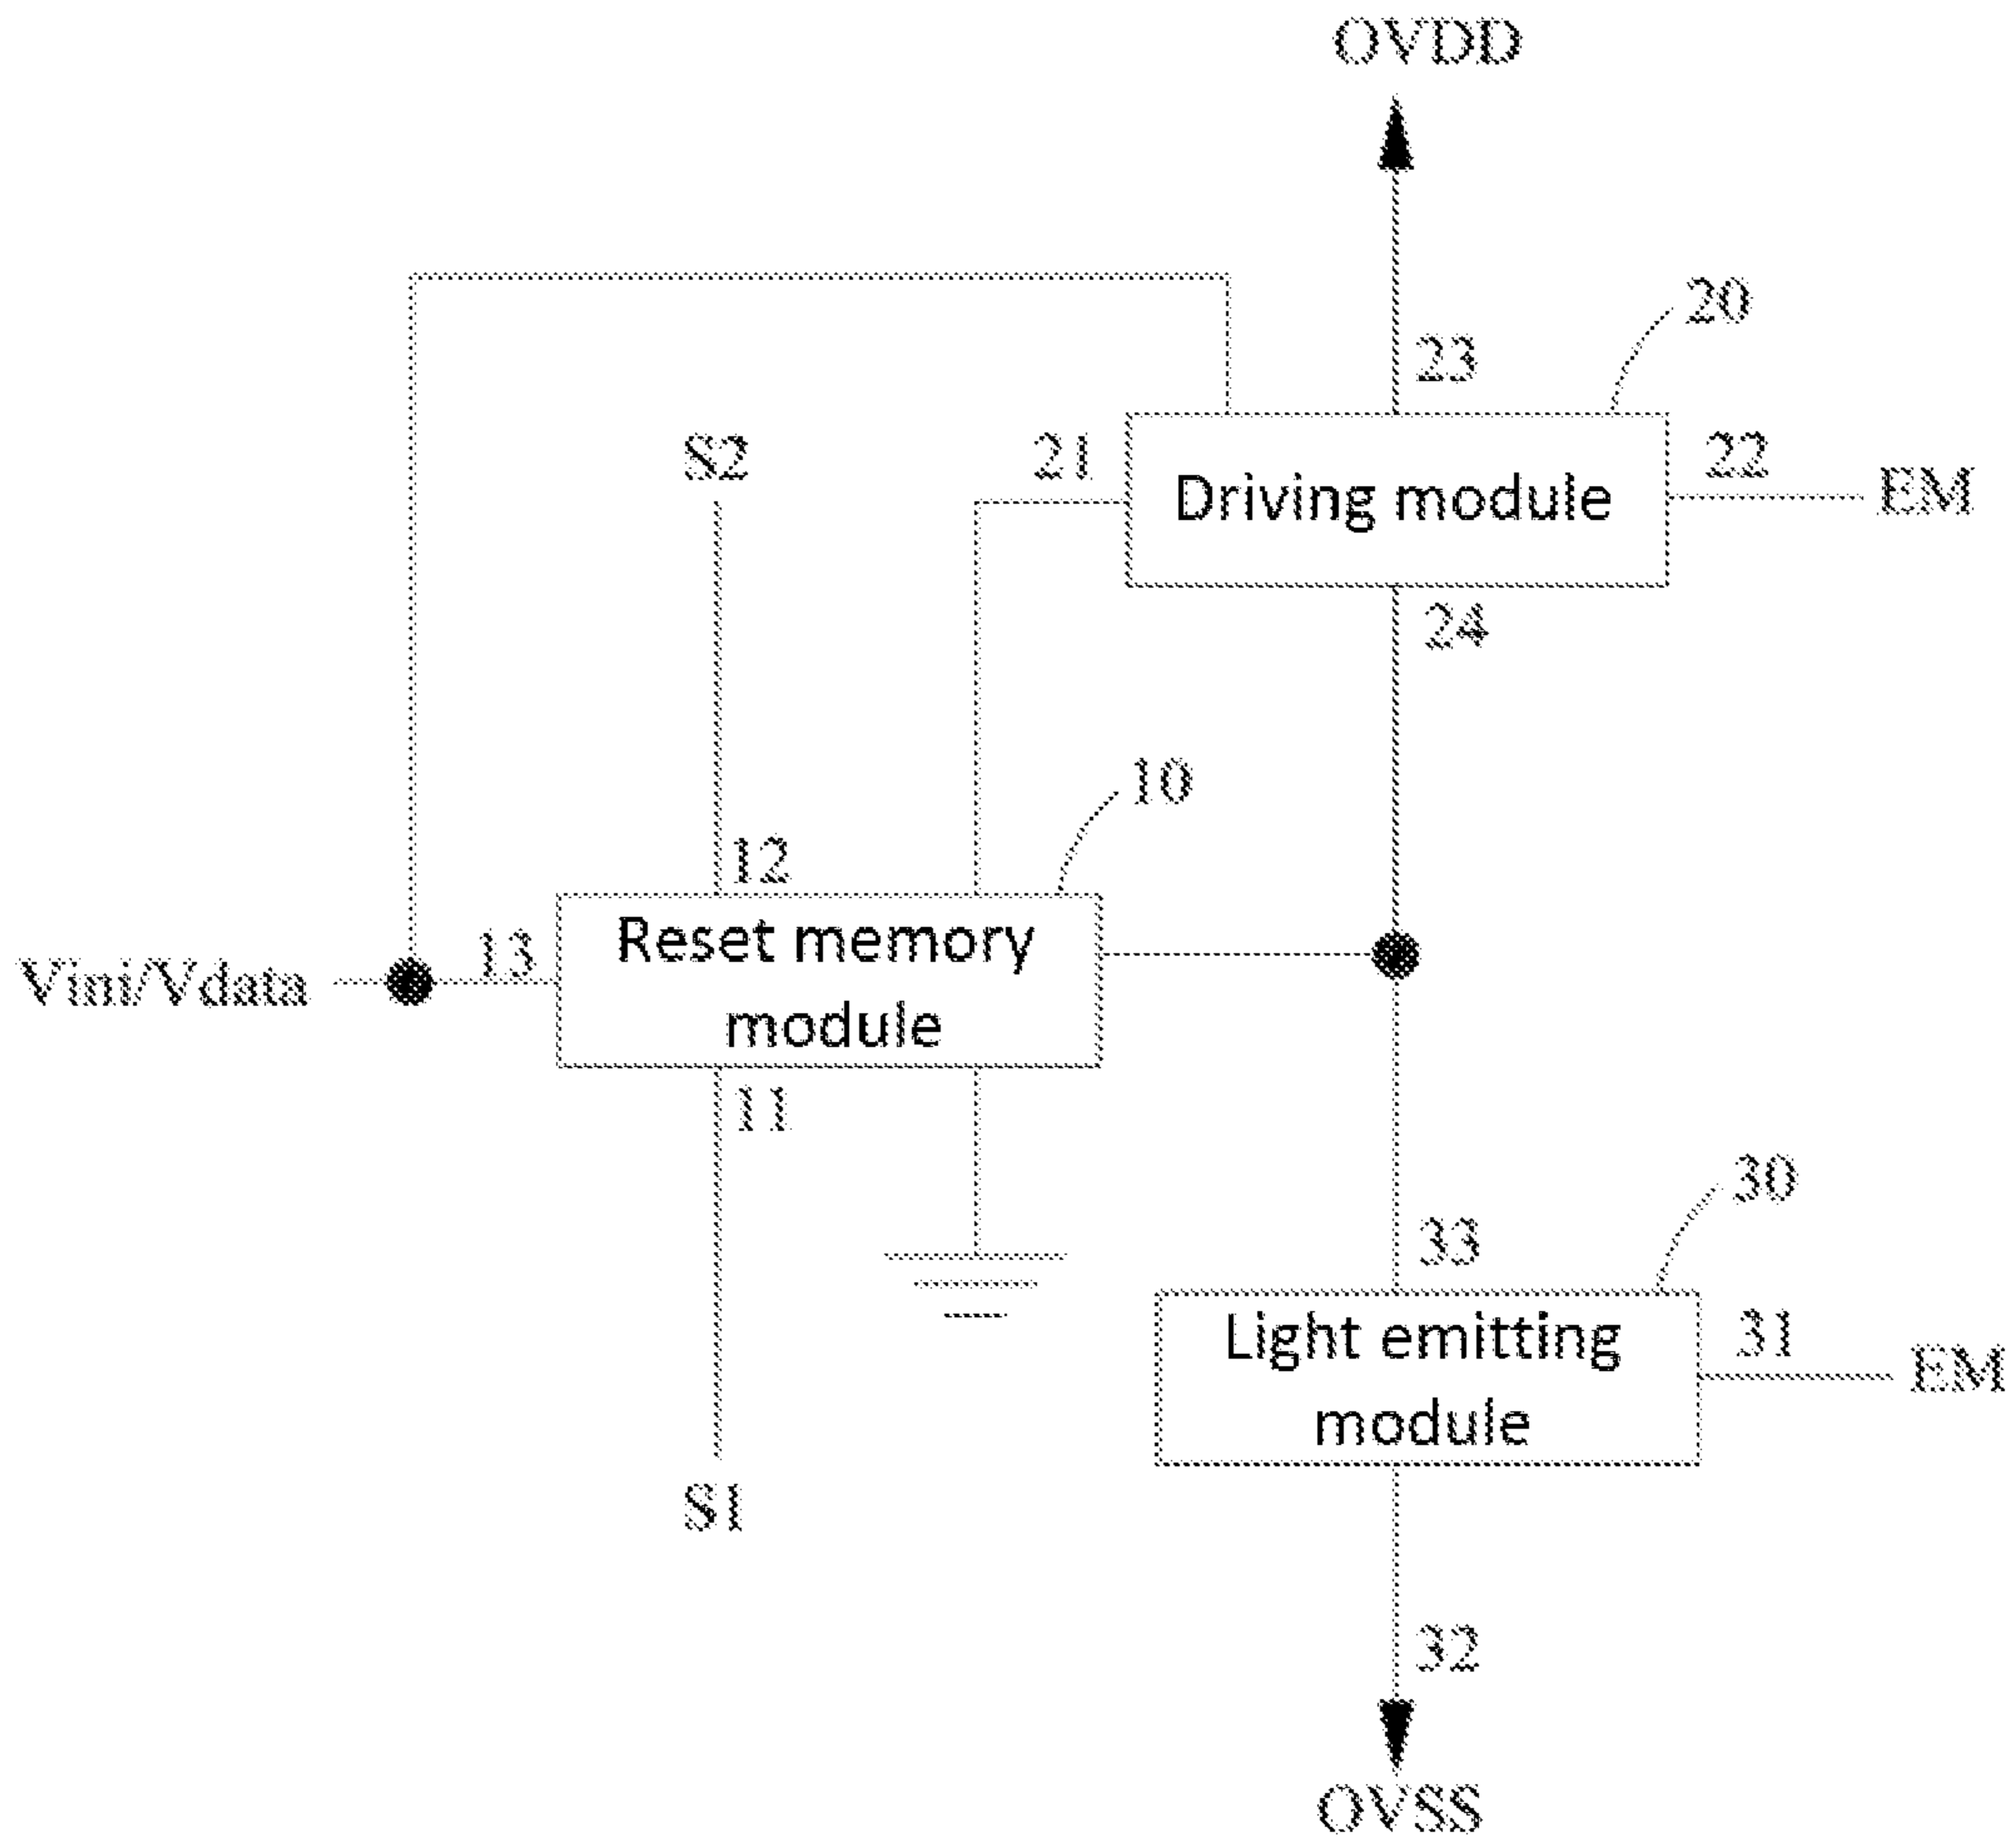 OVDD
20
23
S2
21
22
Driving module
EM
24
10
12
Reset memory
module
13
Vini/Vdata
11
30
33
Light emitting
module
31
EM
S1
32
OVSS